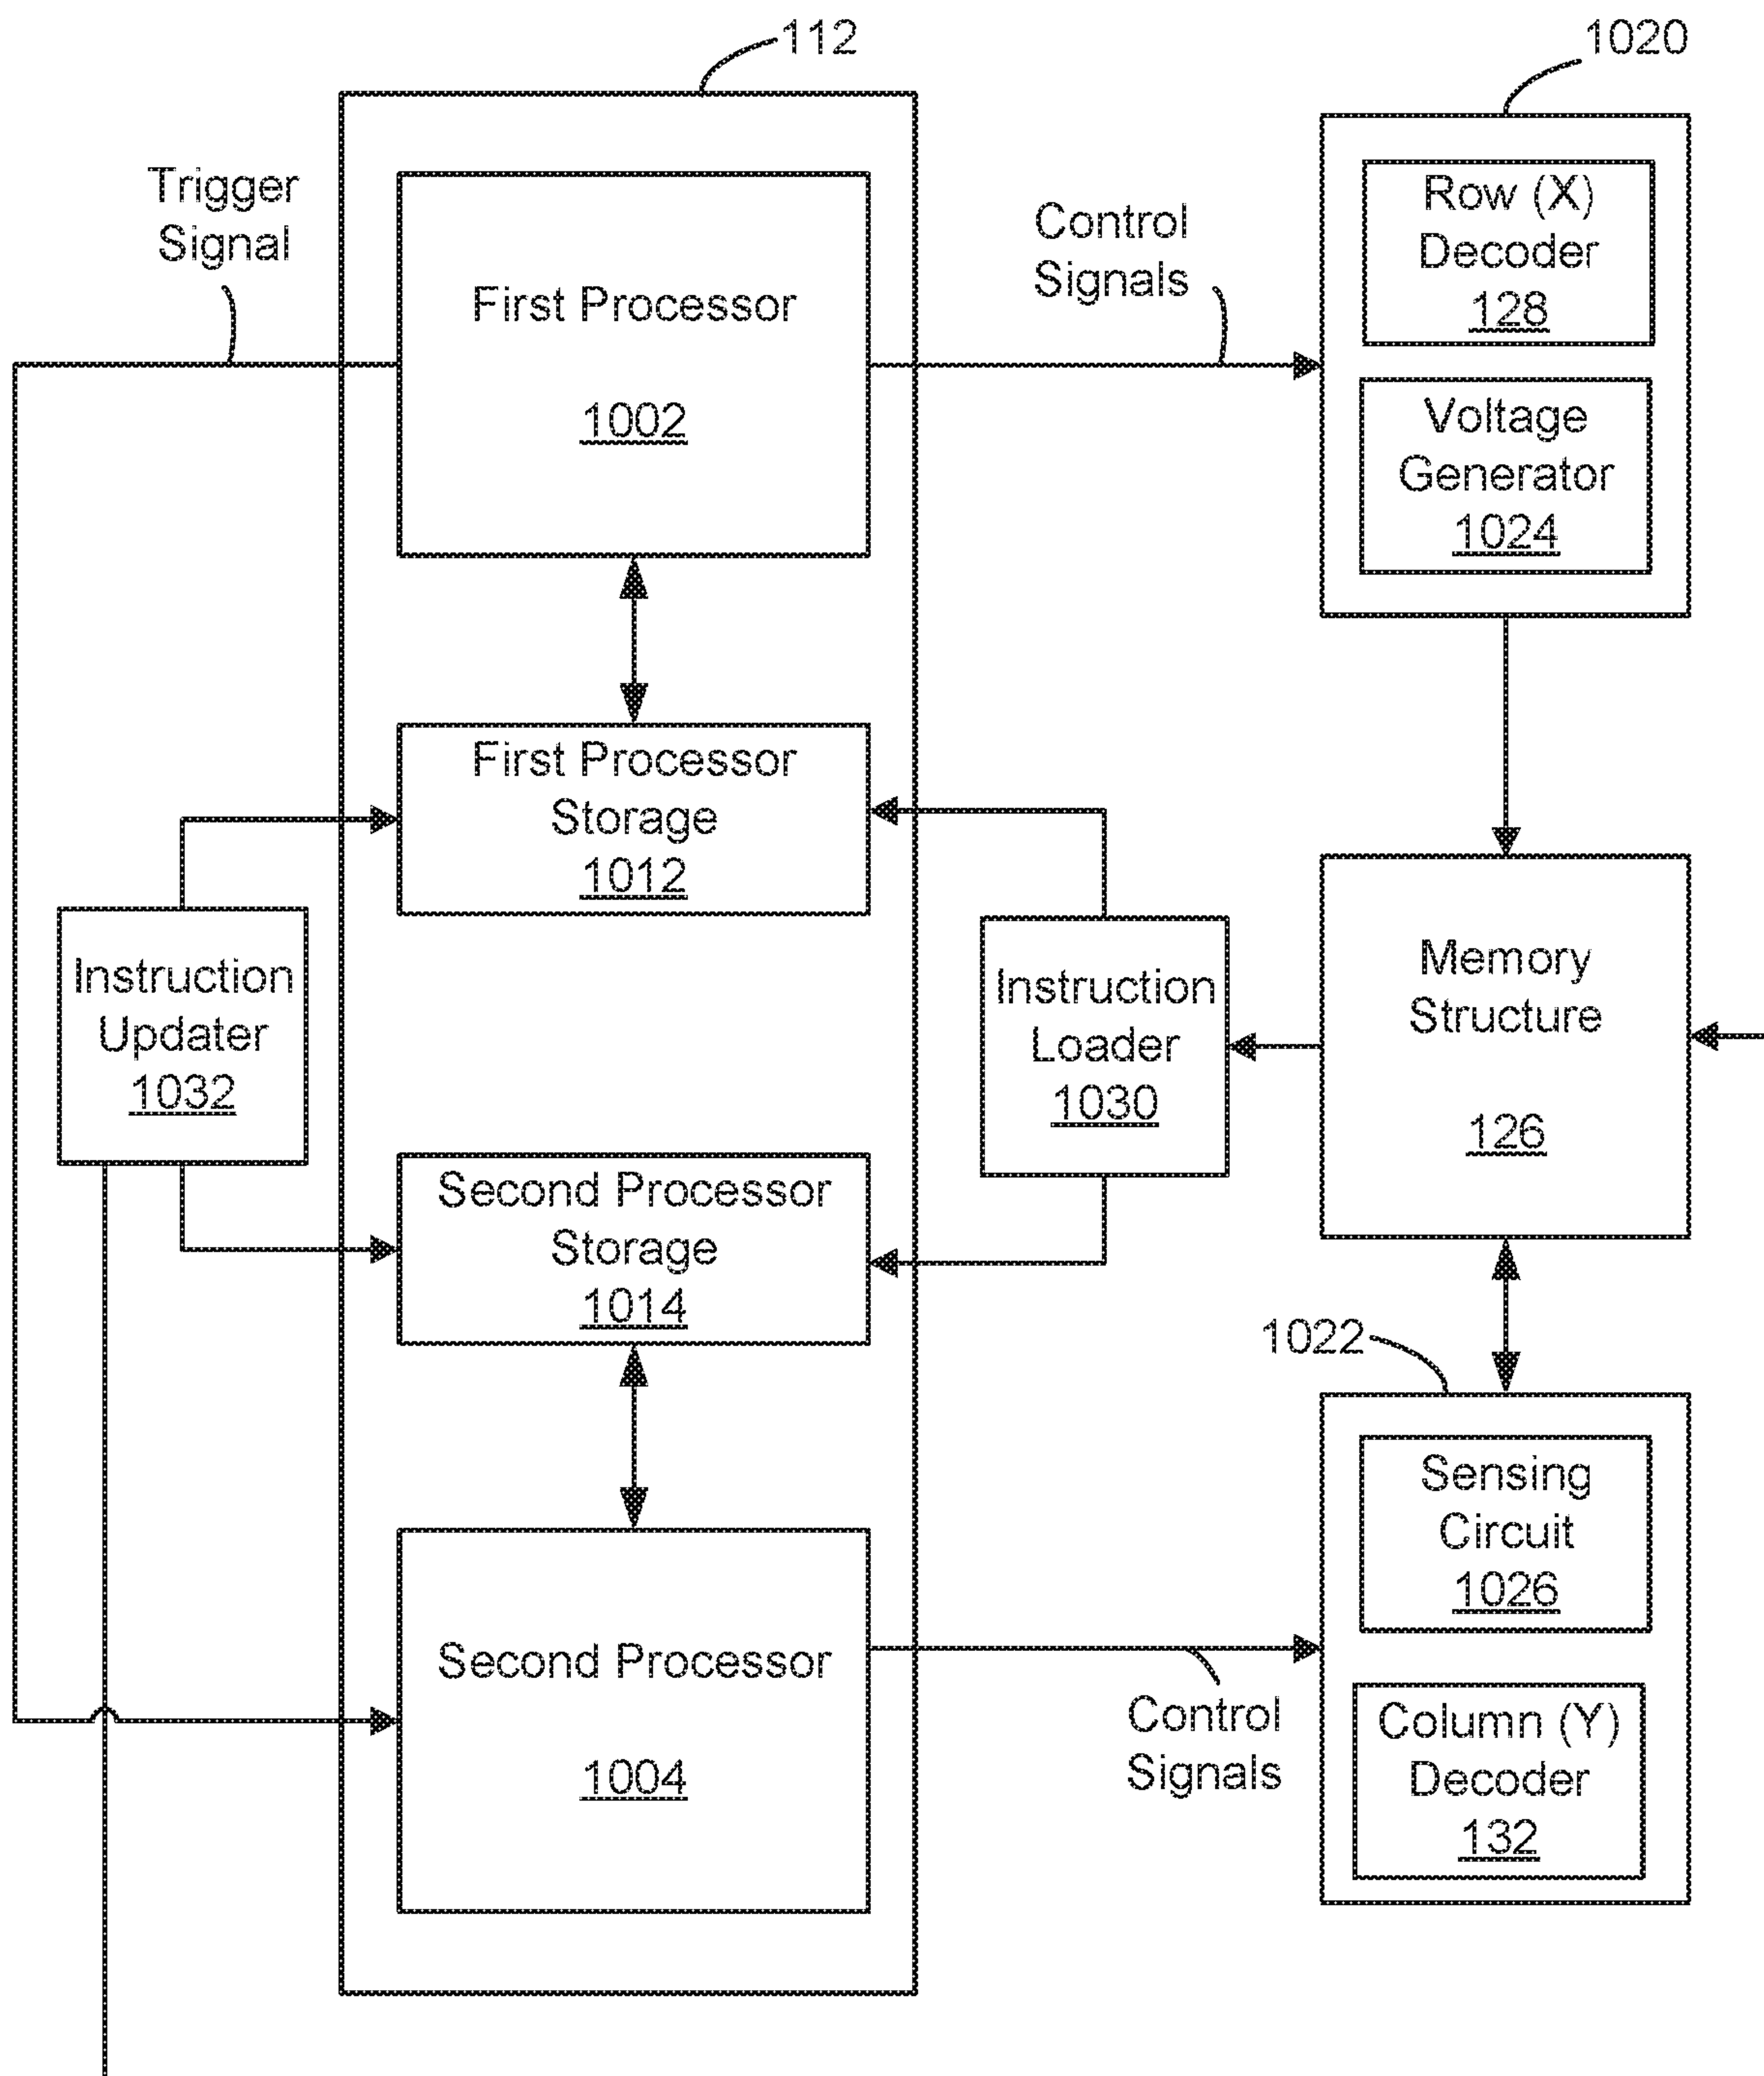 112
1020
Trigger
Signal
First Processor
1002
Control
Signals
Row (X)
Decoder
128
Voltage
Generator
1024
First Processor
Storage
1012
Instruction
Updater
1032
Instruction
Loader
1030
Memory
Structure
126
Second Processor
Storage
1014
1022
Sensing
Circuit
1026
Second Processor
1004
Control
Signals
Column (Y)
Decoder
132